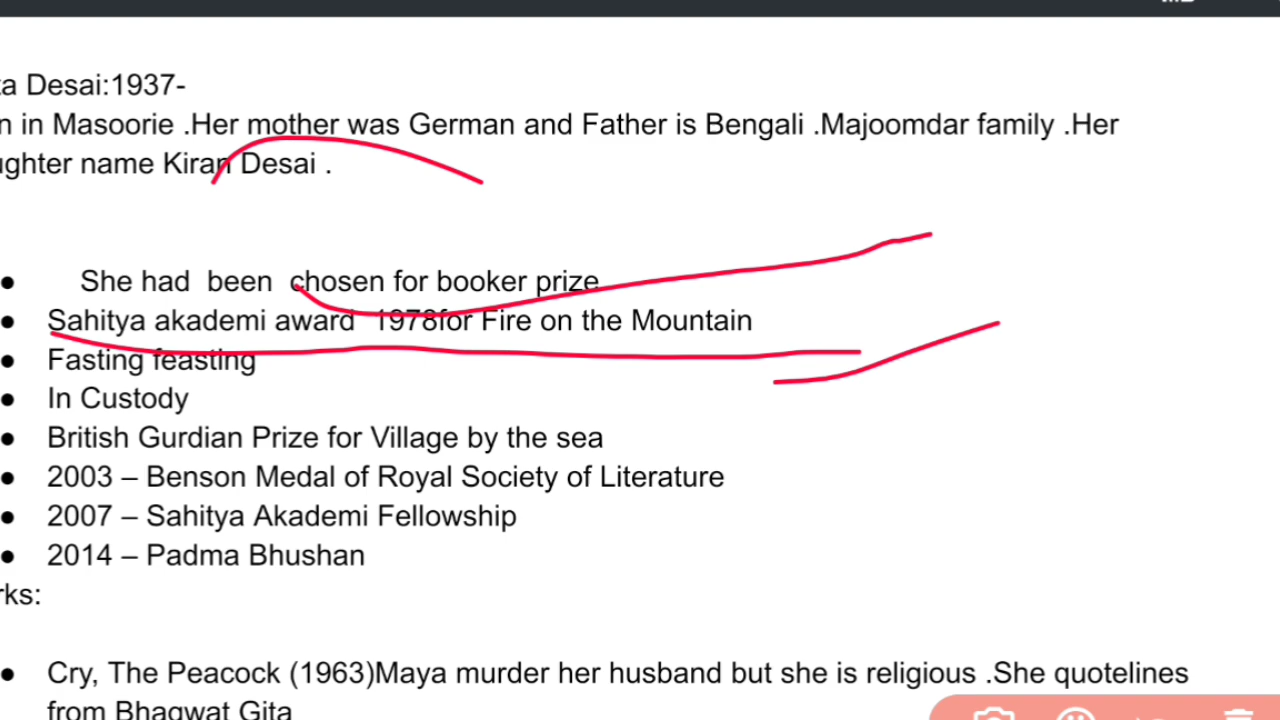 ta Desai:1937-
n in Masoorie .Her mother was German and Father is Bengali .Majoomdar family .Her
ughter name Kiran Desai .
● She had been chosen for booker prize
● Sahitya akademi award 1978for Fire on the Mountain
● Fasting feasting
● In Custody
● British Gurdian Prize for Village by the sea
● 2003 – Benson Medal of Royal Society of Literature
● 2007 – Sahitya Akademi Fellowship
● 2014 – Padma Bhushan
rks:
● Cry, The Peacock (1963)Maya murder her husband but she is religious .She quotelines
from Bhagwat Gita